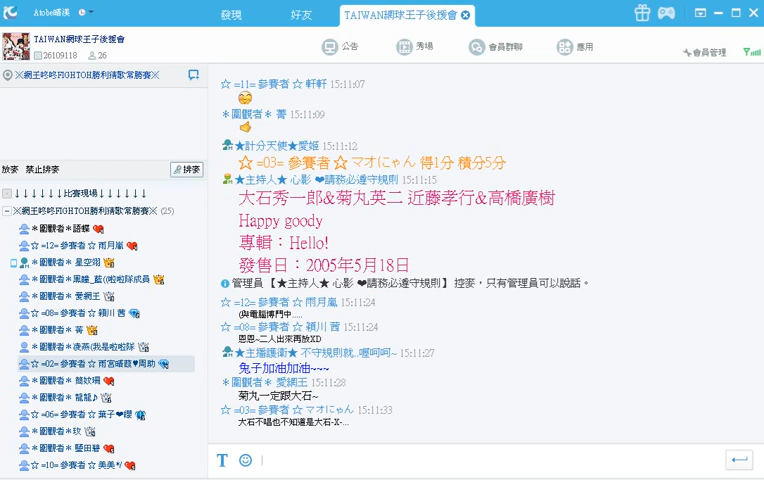 Atobe晴渼
發現
好友
TAIWAN網球王子後援會
TAIWAN網球王子後援會
26109118 26
公告
秀場
會員群聊
應用
會員管理
※網王咚咚FIGHTOH勝利猜歌常勝賽※
放麥 禁止排麥
排麥
↓↓↓↓↓↓比賽現場↓↓↓↓↓↓
※網王咚咚FIGHTOH勝利猜歌常勝賽※ (25)
＊圍觀者＊語蝶
☆ =12= 參賽者 ☆ 雨月嵐
＊圍觀者＊ 星空翊
＊圍觀者＊黑瞳_藍((啦啦隊成員
＊圍觀者＊ 愛網王
☆ =08= 參賽者 ☆ 潁川 茜
＊圍觀者＊ 菁
＊圍觀者＊凌燕(我是啦啦隊
☆ =02= 參賽者 ☆ 雨宮晴馥♥周助
＊圍觀者＊ 簡妏珊
＊圍觀者＊ 龍龍♪
☆ =06= 參賽者 ☆ 葉子❤纓
＊圍觀者＊玫
＊圍觀者＊ 藍田碧
☆ =10= 參賽者 ☆ 美美*/
☆ =11= 參賽者 ☆ 軒軒 15:11:07
＊圍觀者＊ 菁 15:11:09
★計分天使★愛姬 15:11:12
☆ =03= 參賽者 ☆ マオにゃん 得1分 積分5分
★主持人★ 心影 ❤請務必遵守規則 15:11:15
大石秀一郎&菊丸英二 近藤孝行&高橋廣樹
Happy goody
專輯：Hello!
發售日：2005年5月18日
管理員 【★主持人★ 心影 ❤請務必遵守規則】 控麥，只有管理員可以說話。
☆ =12= 參賽者 ☆ 雨月嵐 15:11:24
(與電腦博鬥中.....
☆ =08= 參賽者 ☆ 潁川 茜 15:11:24
恩恩~二人出來再放XD
★主播護衛★ 不守規則就..喔呵呵~ 15:11:27
兔子加油加油~~~
＊圍觀者＊ 愛網王 15:11:28
菊丸一定跟大石~
☆ =03= 參賽者 ☆ マオにゃん 15:11:33
大石不唱也不知道是大石-X-...
T